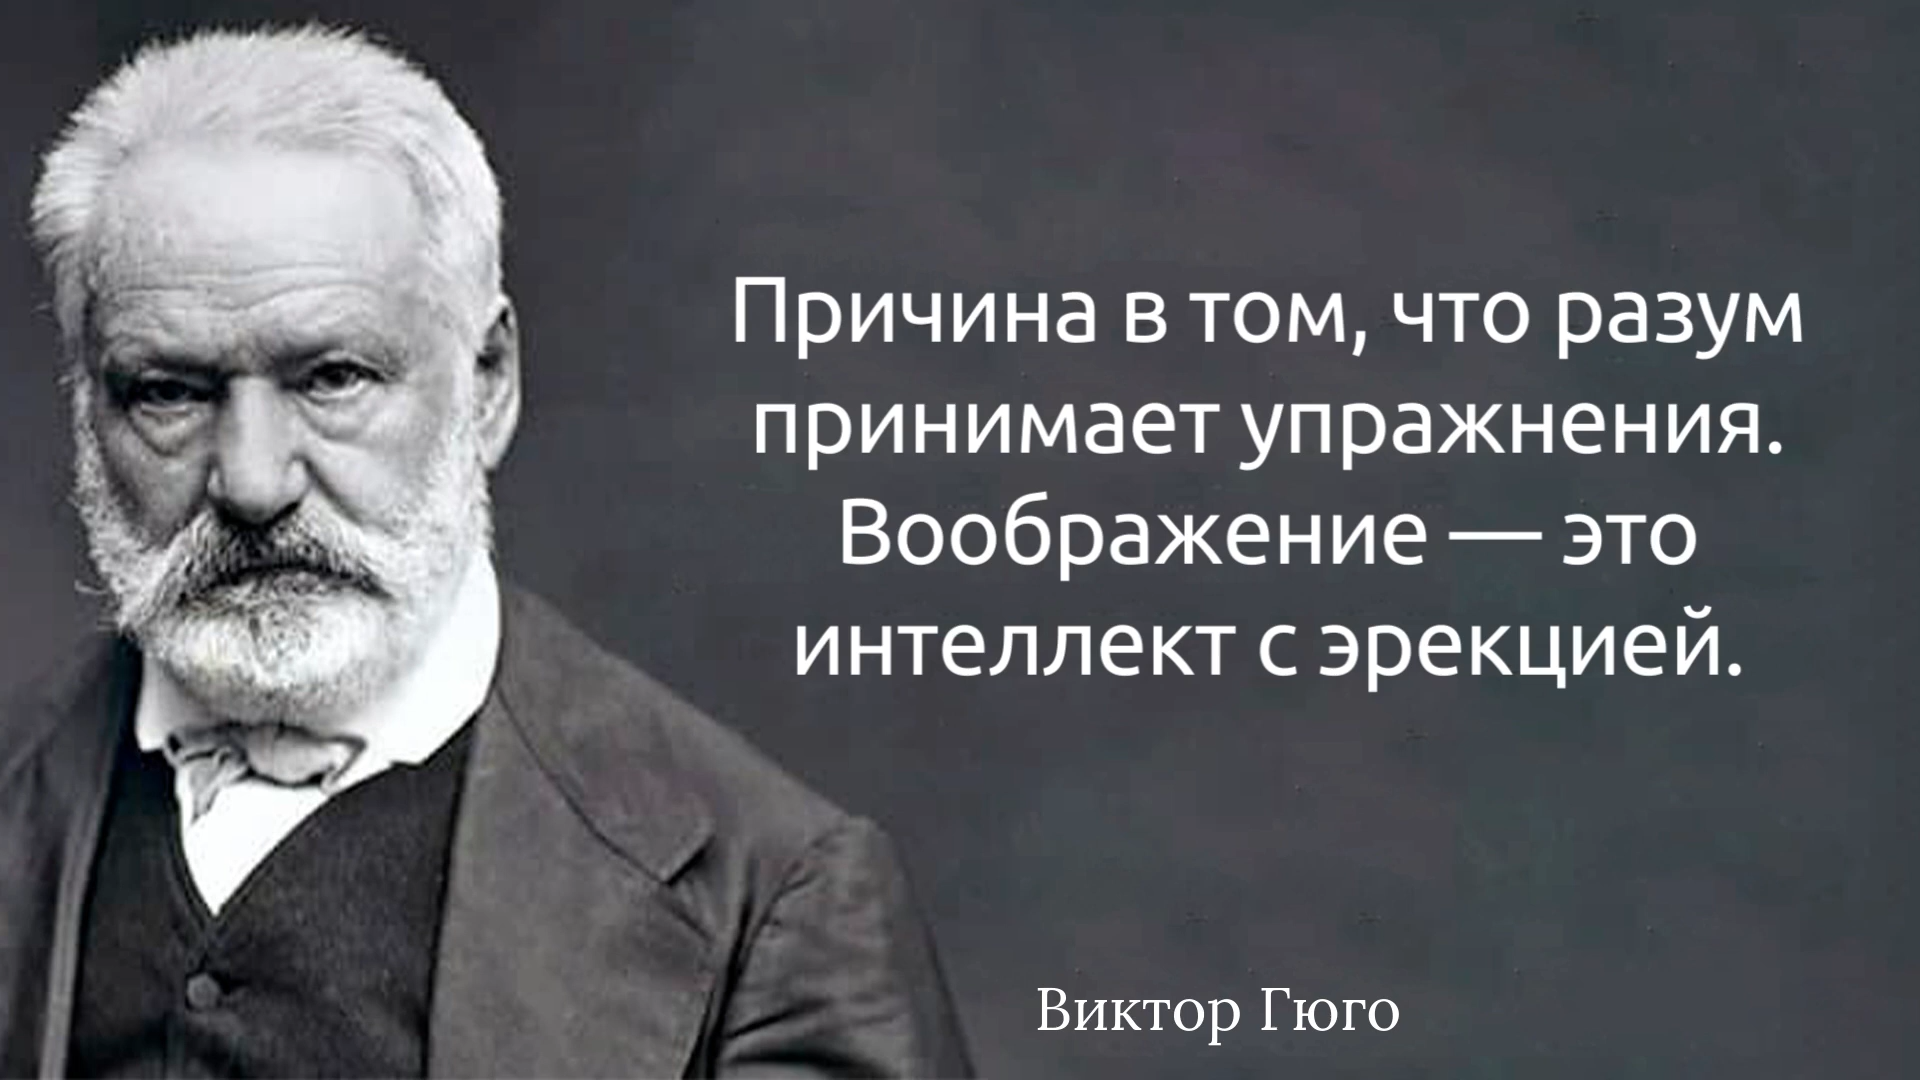 Причина в том, что разум
принимает упражнения.
Воображение — это
интеллект с эрекцией.
Виктор Гюго